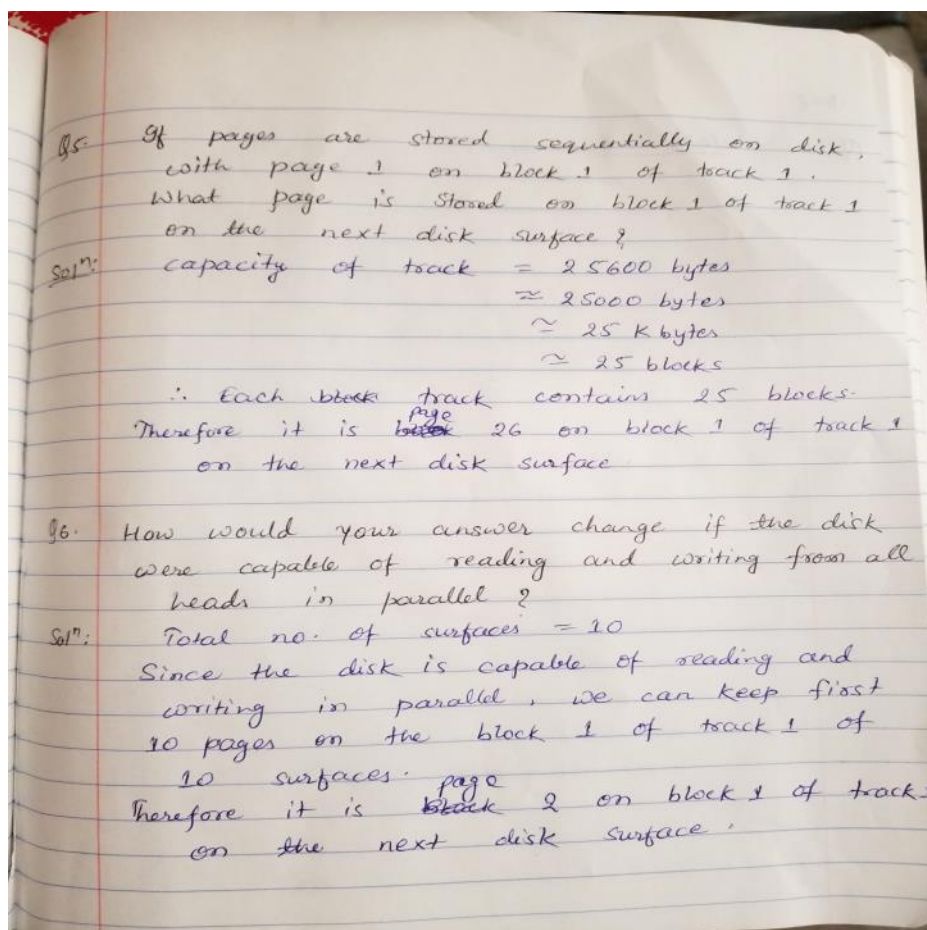 Q5. If pages are stored sequentially on disk,
with page 1 on block 1 of track 1.
What page is stored on block 1 of track 1
on the next disk surface?
Solⁿ: capacity of track = 25600 bytes
≈ 25000 bytes
≃ 25 K bytes
≃ 25 blocks
∴ Each track contains 25 blocks.
Therefore it is page 26 on block 1 of track 1
on the next disk surface
Q6. How would your answer change if the disk
were capable of reading and writing from all
heads in parallel?
Solⁿ: Total no. of surfaces = 10
Since the disk is capable of reading and
writing in parallel, we can keep first
10 pages on the block 1 of track 1 of
10 surfaces.
Therefore it is page 2 on block 1 of track
on the next disk surface.